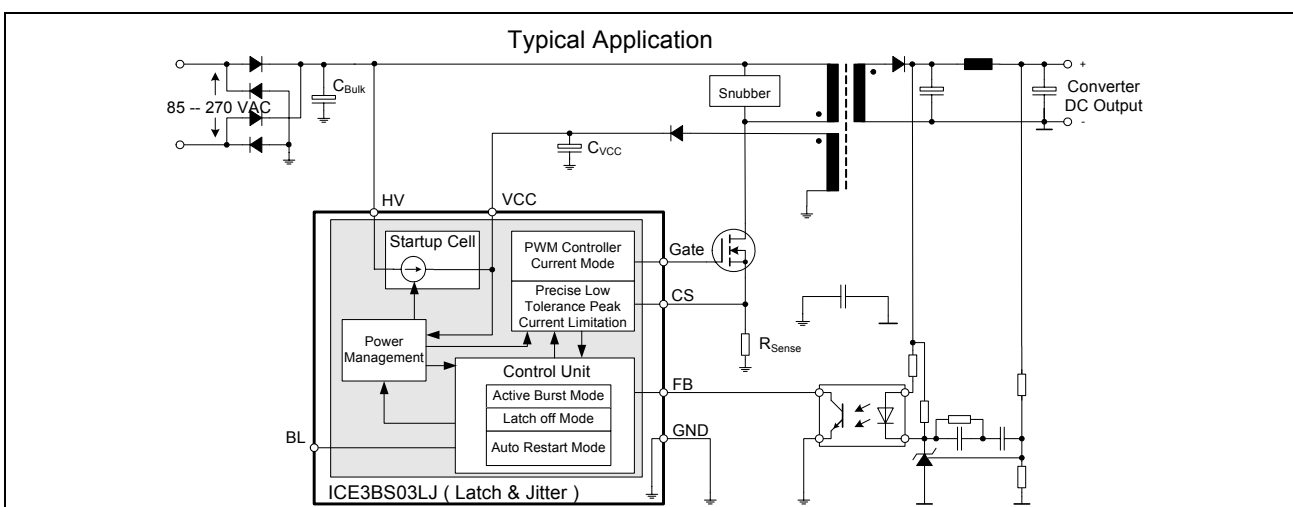 Typical Application
85 -- 270 VAC
CBulk
Snubber
+
Converter
DC Output
-
CVCC
HV
VCC
Startup Cell
PWM Controller
Current Mode
Precise Low
Tolerance Peak
Current Limitation
Gate
CS
RSense
Power
Management
Control Unit
Active Burst Mode
Latch off Mode
Auto Restart Mode
FB
GND
BL
ICE3BS03LJ ( Latch & Jitter )